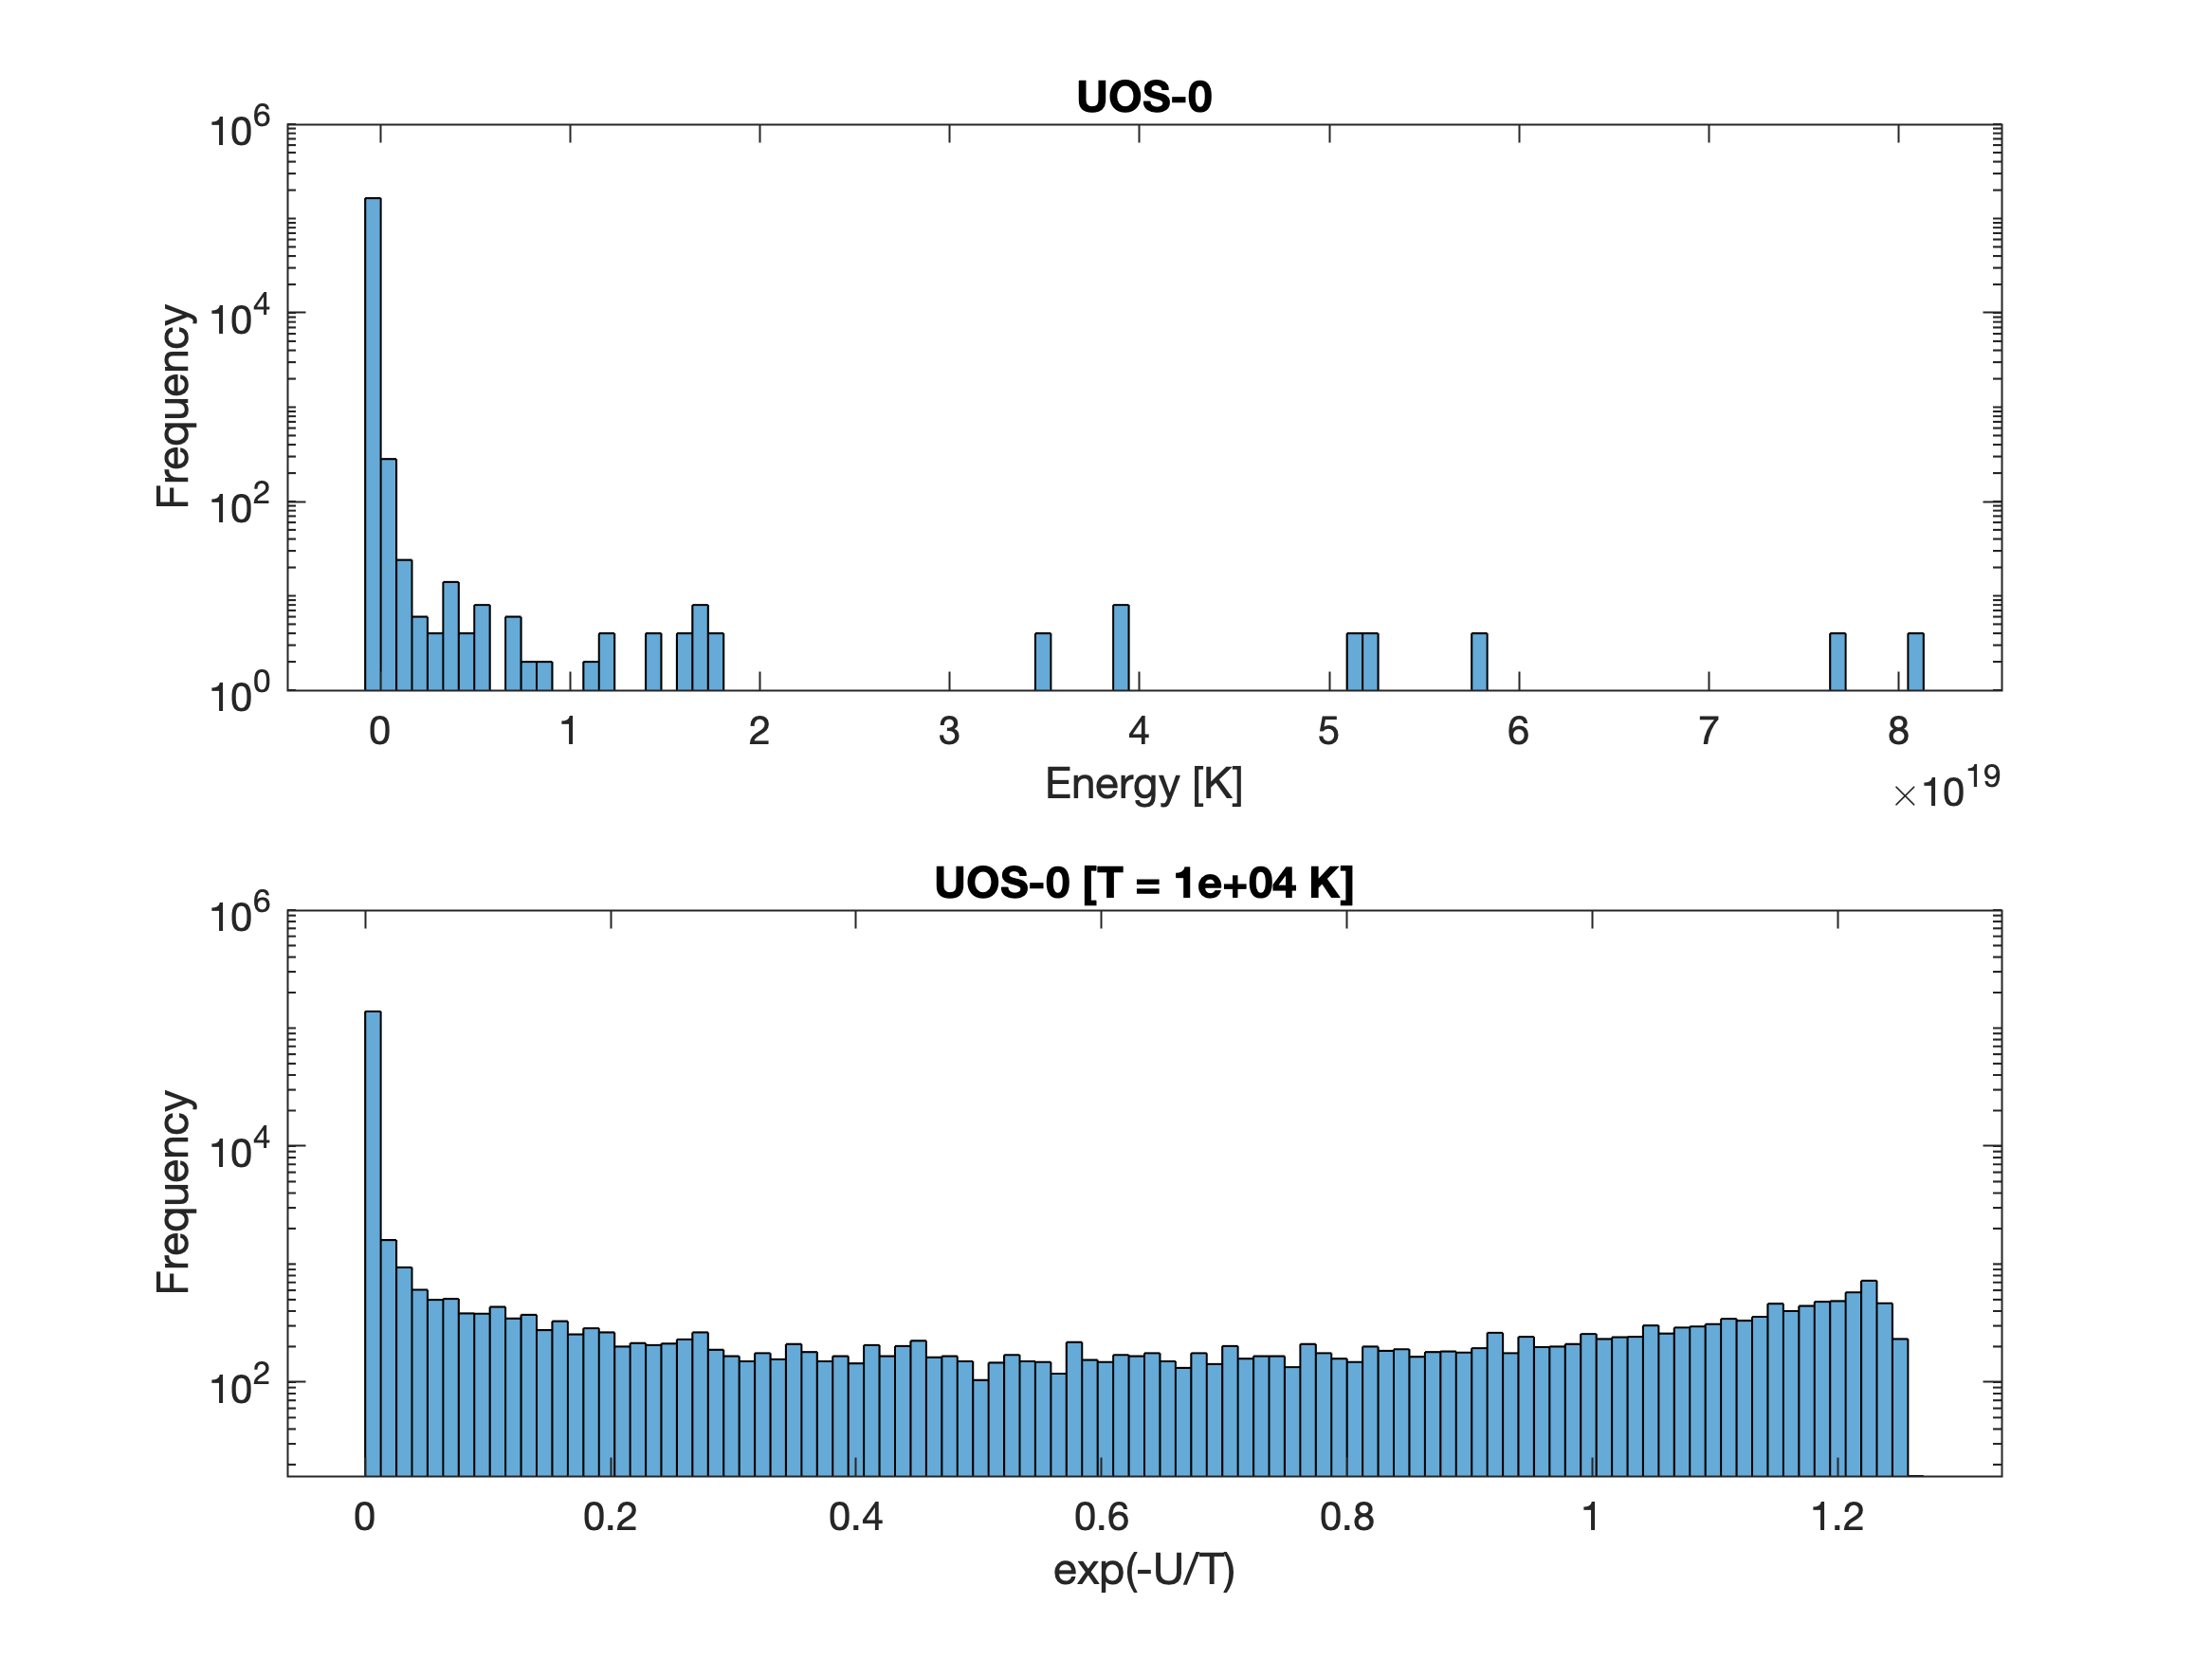 UOS-0
10^6
10^4
10^2
10^0
Frequency
0 1 2 3 4 5 6 7 8
×10^19
Energy [K]
UOS-0 [T = 1e+04 K]
10^6
10^4
10^2
Frequency
0 0.2 0.4 0.6 0.8 1 1.2
exp(-U/T)